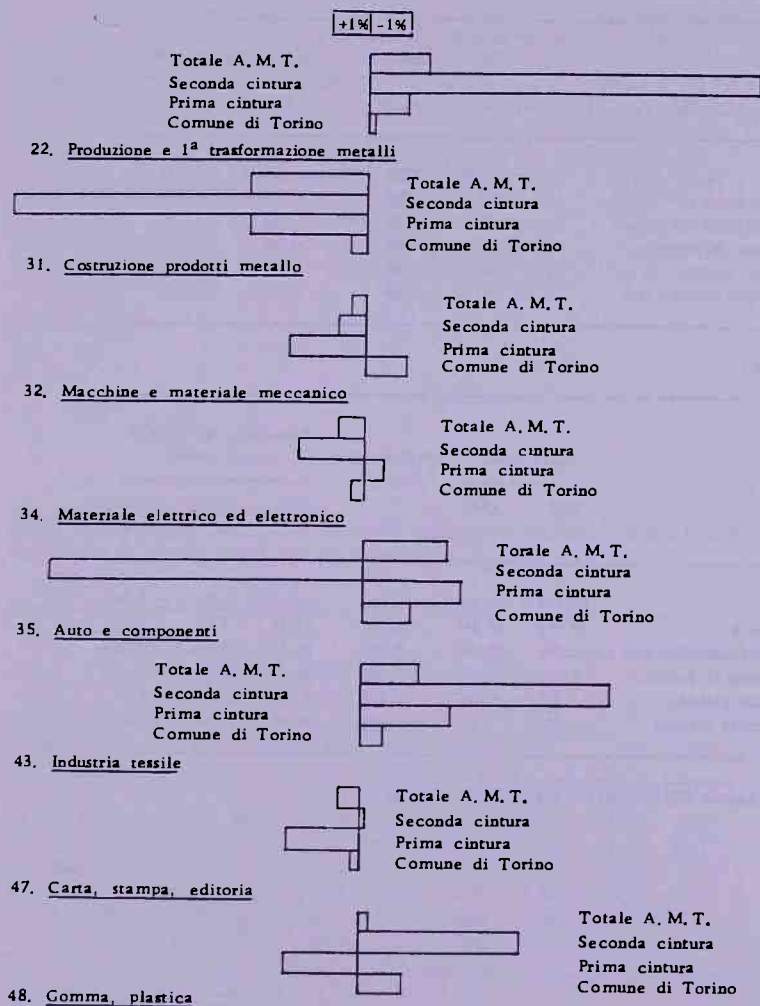 +1% -1%
Totale A. M. T.
Seconda cintura
Prima cintura
Comune di Torino
22. Produzione e 1ª trasformazione metalli
Totale A. M. T.
Seconda cintura
Prima cintura
Comune di Torino
31. Costruzione prodotti metallo
Totale A. M. T.
Seconda cintura
Prima cintura
Comune di Torino
32. Macchine e materiale meccanico
Totale A. M. T.
Seconda cintura
Prima cintura
Comune di Torino
34. Materiale elettrico ed elettronico
Totale A. M. T.
Seconda cintura
Prima cintura
Comune di Torino
35. Auto e componenti
Totale A. M. T.
Seconda cintura
Prima cintura
Comune di Torino
43. Industria tessile
Totale A. M. T.
Seconda cintura
Prima cintura
Comune di Torino
47. Carta, stampa, editoria
Totale A. M. T.
Seconda cintura
Prima cintura
Comune di Torino
48. Gomma, plastica